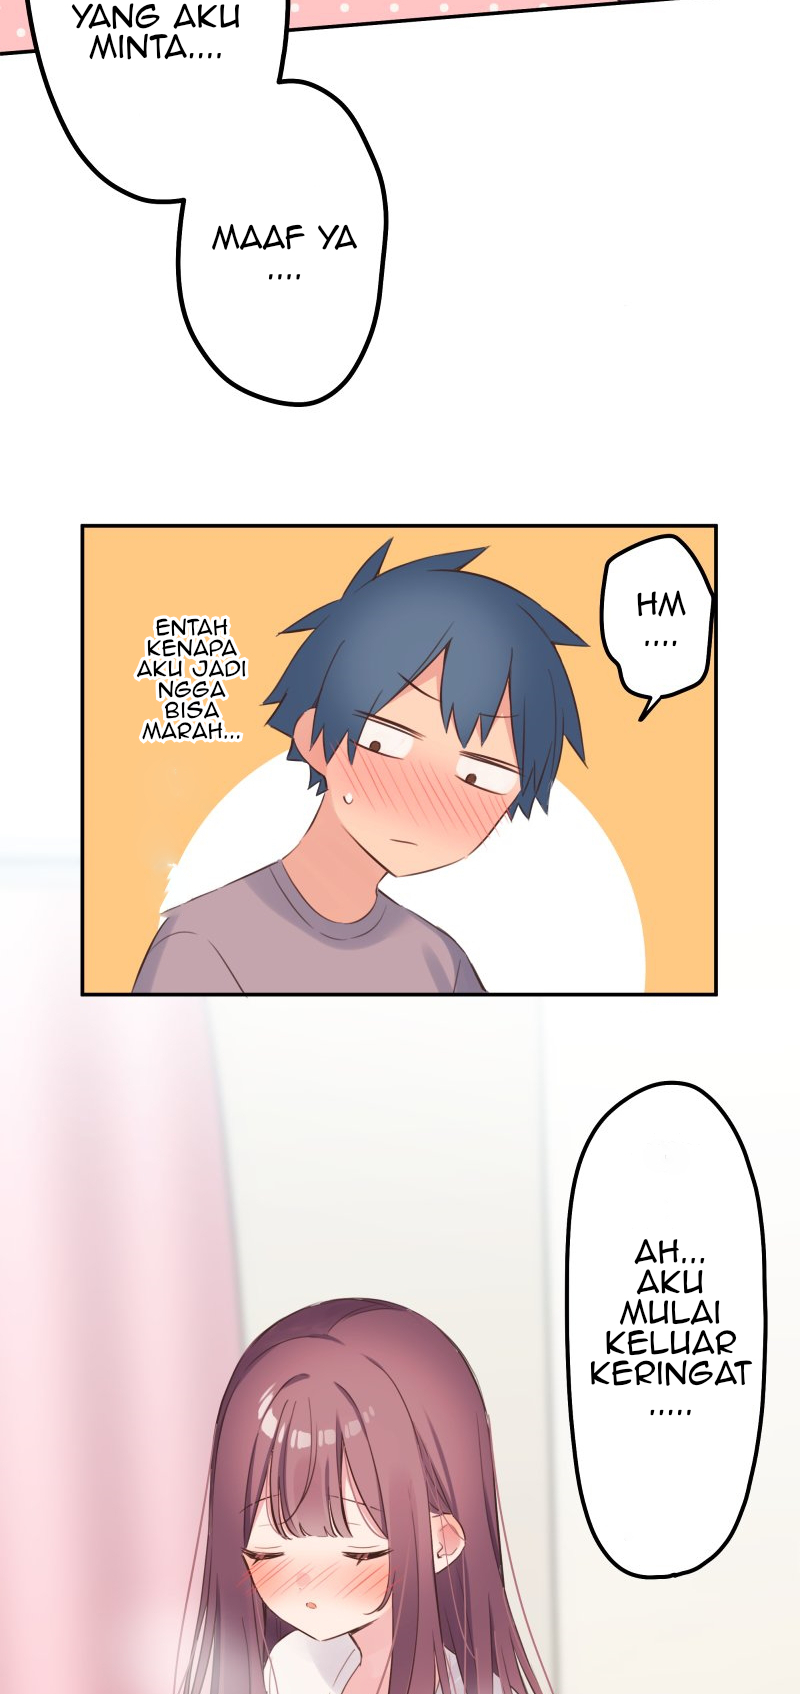 YANG AKU
MINTA....
MAAF YA
....
HM
....
ENTAH
KENAPA
AKU JADI
NGGA
BISA
MARAH...
AH...
AKU
MULAI
KELUAR
KERINGAT
.....